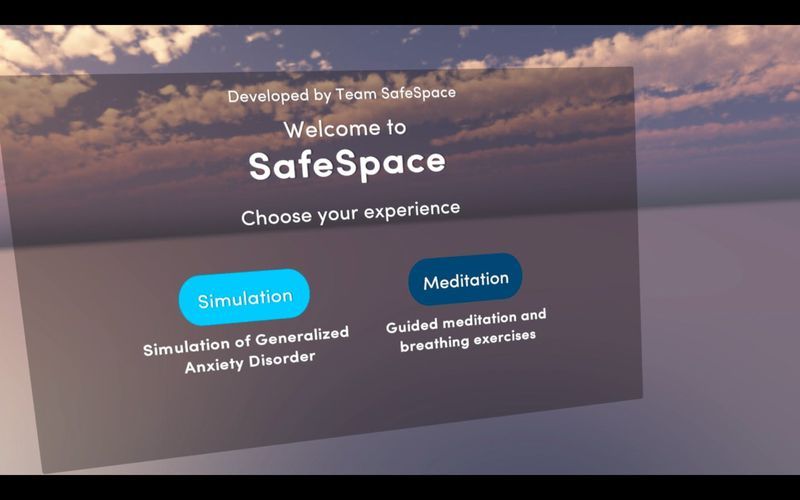 Developed by Team SafeSpace
Welcome to
SafeSpace
Choose your experience
Simulation
Simulation of Generalized
Anxiety Disorder
Meditation
Guided meditation and
breathing exercises